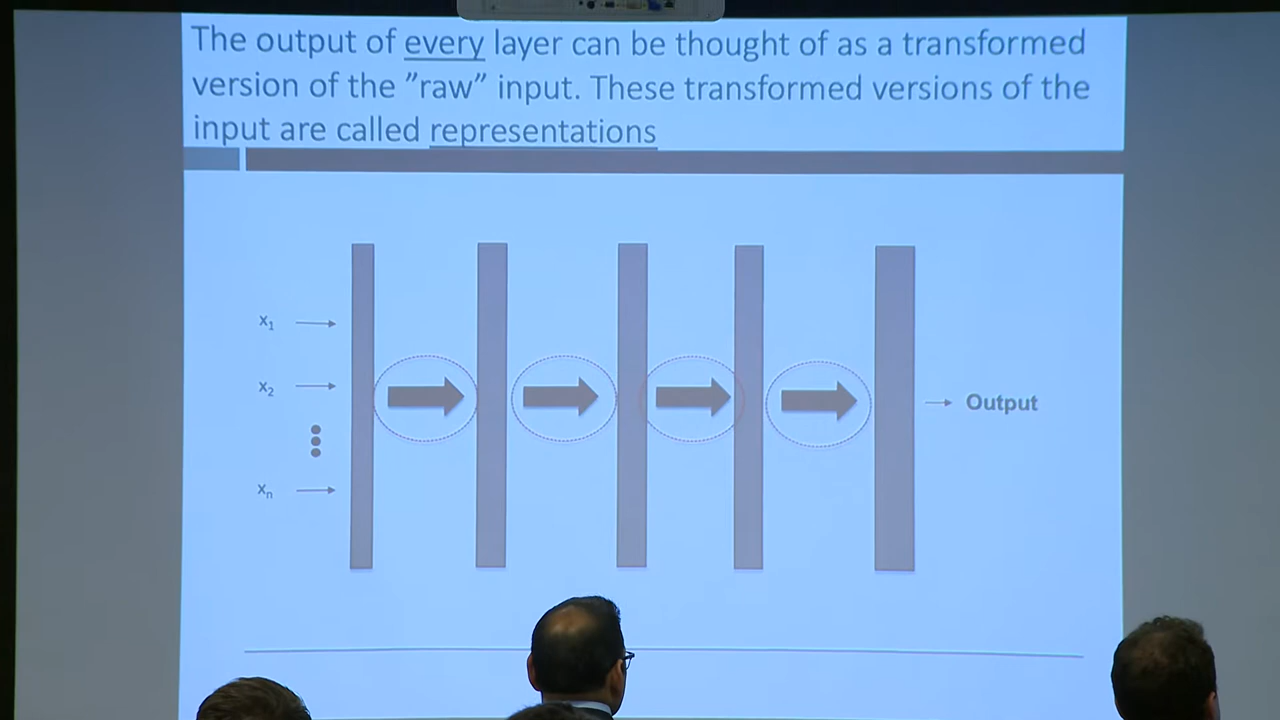 The output of every layer can be thought of as a transformed
version of the ”raw” input. These transformed versions of the
input are called representations
x1
x2
xn
Output